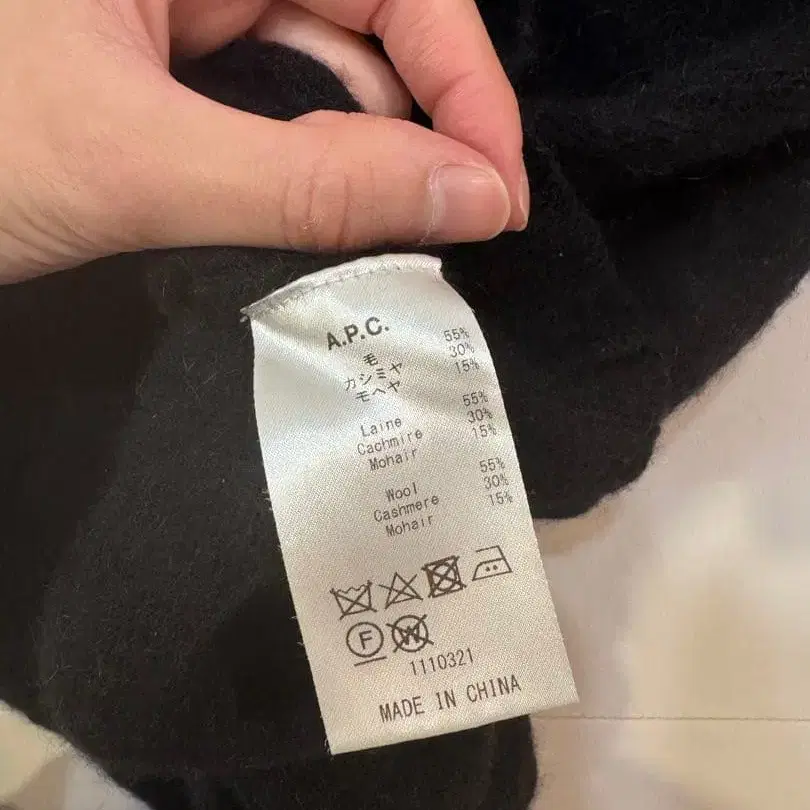 A.P.C.
毛 55%
カシミヤ 30%
モヘヤ 15%
Laine 55%
Cachmire 30%
Mohair 15%
Wool 55%
Cashmere 30%
Mohair 15%
F W
1110321
MADE IN CHINA